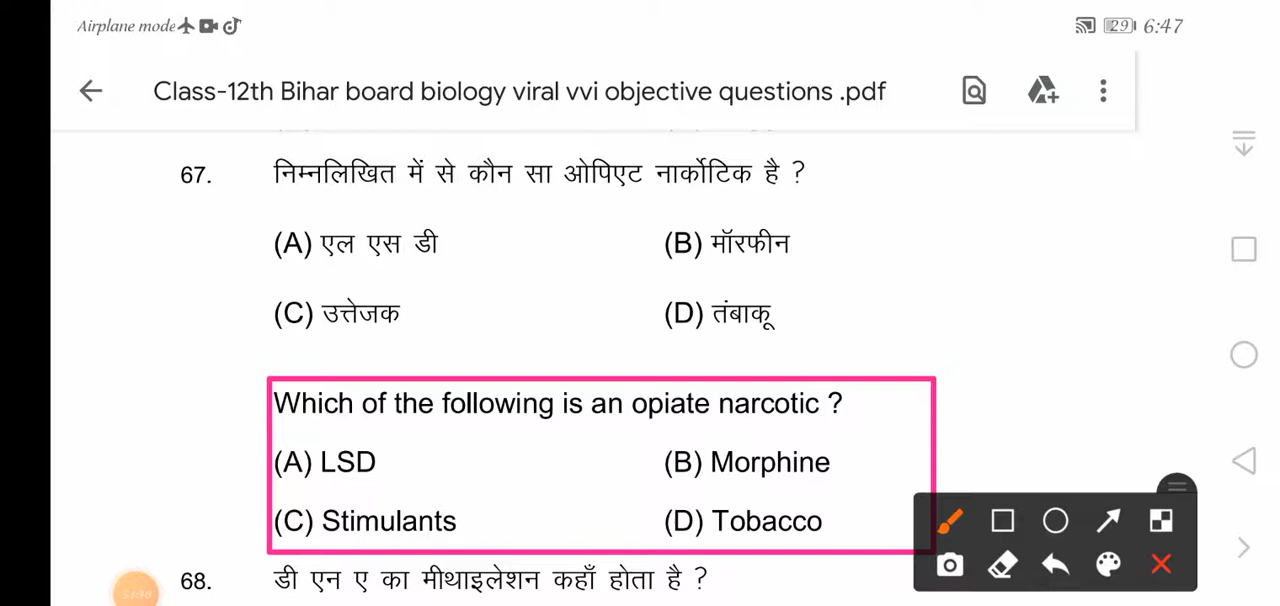 Airplane mode 29 6:47
Class-12th Bihar board biology viral vvi objective questions .pdf
67. निम्नलिखित में से कौन सा ओपिएट नार्कोटिक है ?
(A) एल एस डी (B) मॉरफीन
(C) उत्तेजक (D) तंबाकू
Which of the following is an opiate narcotic ?
(A) LSD (B) Morphine
(C) Stimulants (D) Tobacco
68. डी एन ए का मीथाइलेशन कहाँ होता है ?